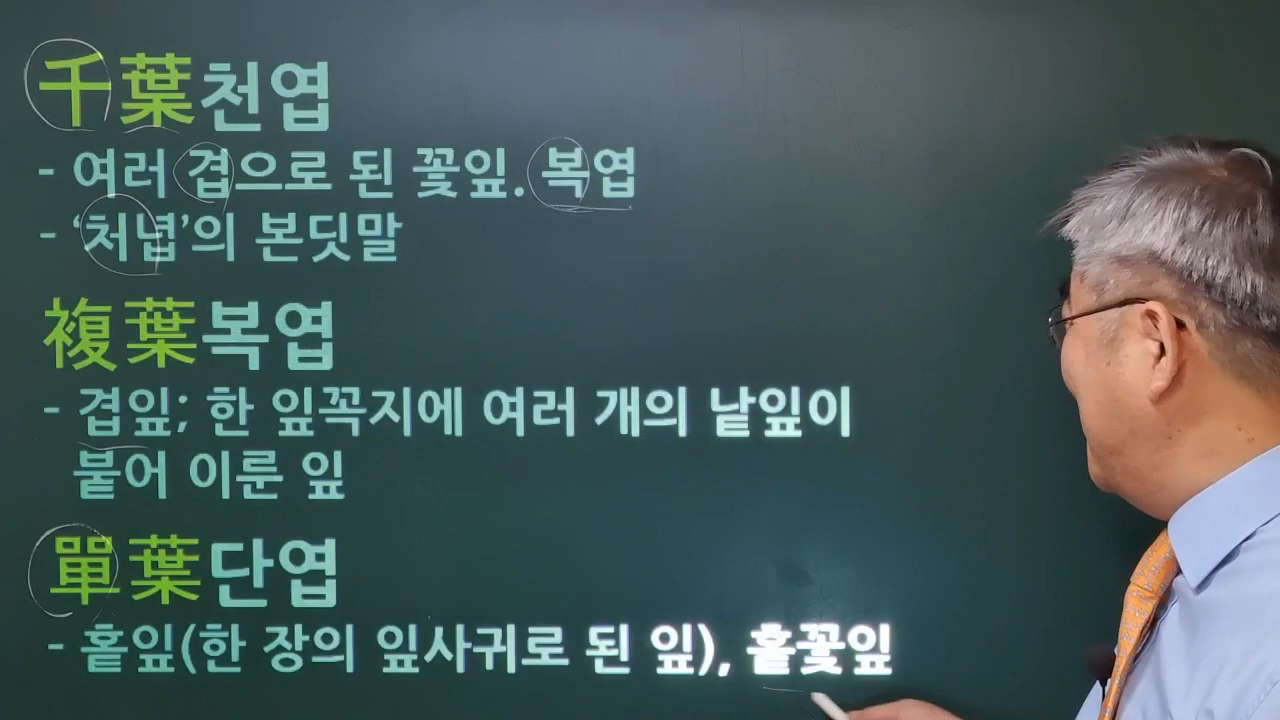 千葉천엽
- 여러 겹으로 된 꽃잎. 복엽
- ‘처녑’의 본딧말
複葉복엽
- 겹잎; 한 잎꼭지에 여러 개의 낱잎이
붙어 이룬 잎
單葉단엽
- 홑잎(한 장의 잎사귀로 된 잎), 홑꽃잎